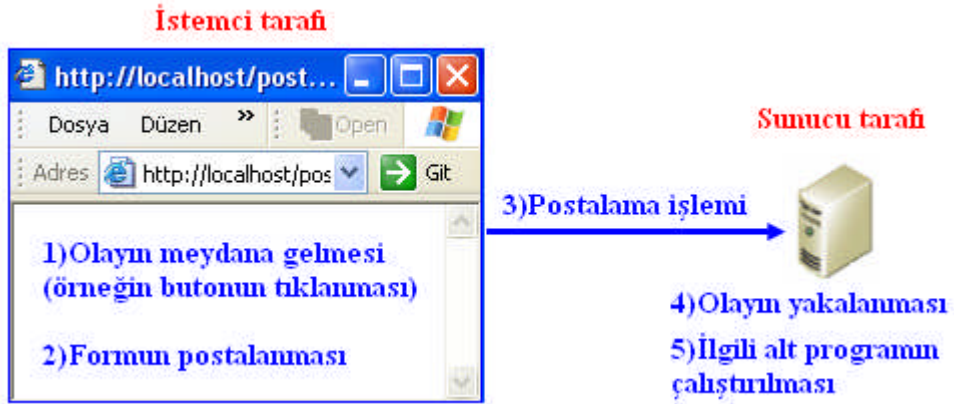 İstemci tarafı
http://localhost/post...
Dosya Düzen » Open
Adres http://localhost/pos Git
1)Olayın meydana gelmesi
(örneğin butonun tıklanması)
2)Formun postalanması
3)Postalama işlemi
Sunucu tarafı
4)Olayın yakalanması
5)İlgili alt programın
çalıştırılması